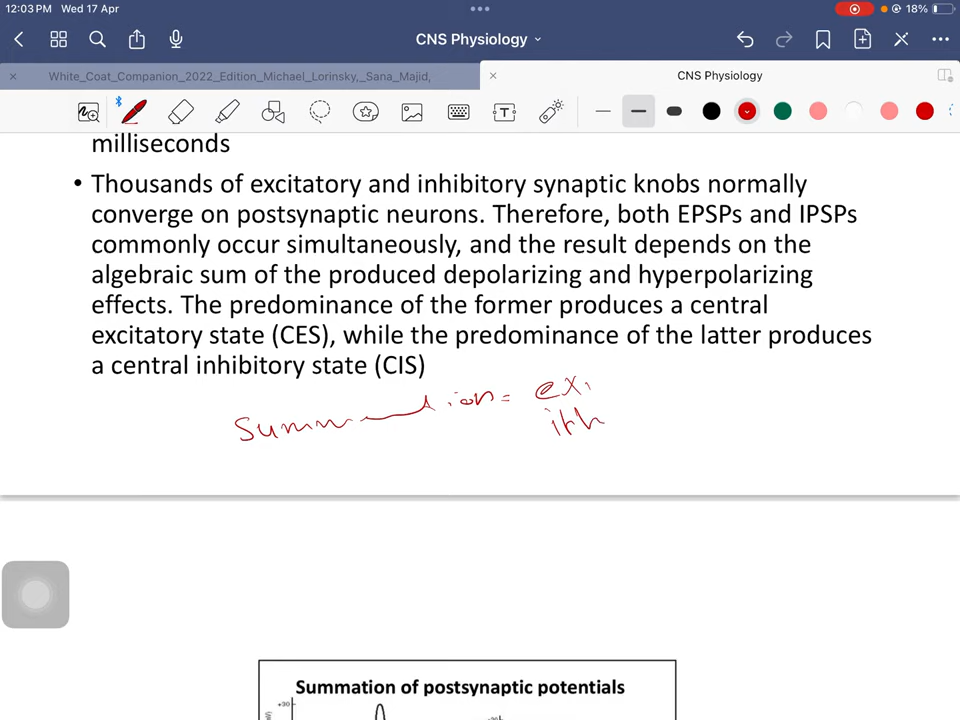 12:03 PM Wed 17 Apr
18%
CNS Physiology
White_Coat_Companion_2022_Edition_Michael_Lorinsky,_Sana_Majid,
CNS Physiology
milliseconds
• Thousands of excitatory and inhibitory synaptic knobs normally
converge on postsynaptic neurons. Therefore, both EPSPs and IPSPs
commonly occur simultaneously, and the result depends on the
algebraic sum of the produced depolarizing and hyperpolarizing
effects. The predominance of the former produces a central
excitatory state (CES), while the predominance of the latter produces
a central inhibitory state (CIS)
Summation = exi
Summation of postsynaptic potentials
+30